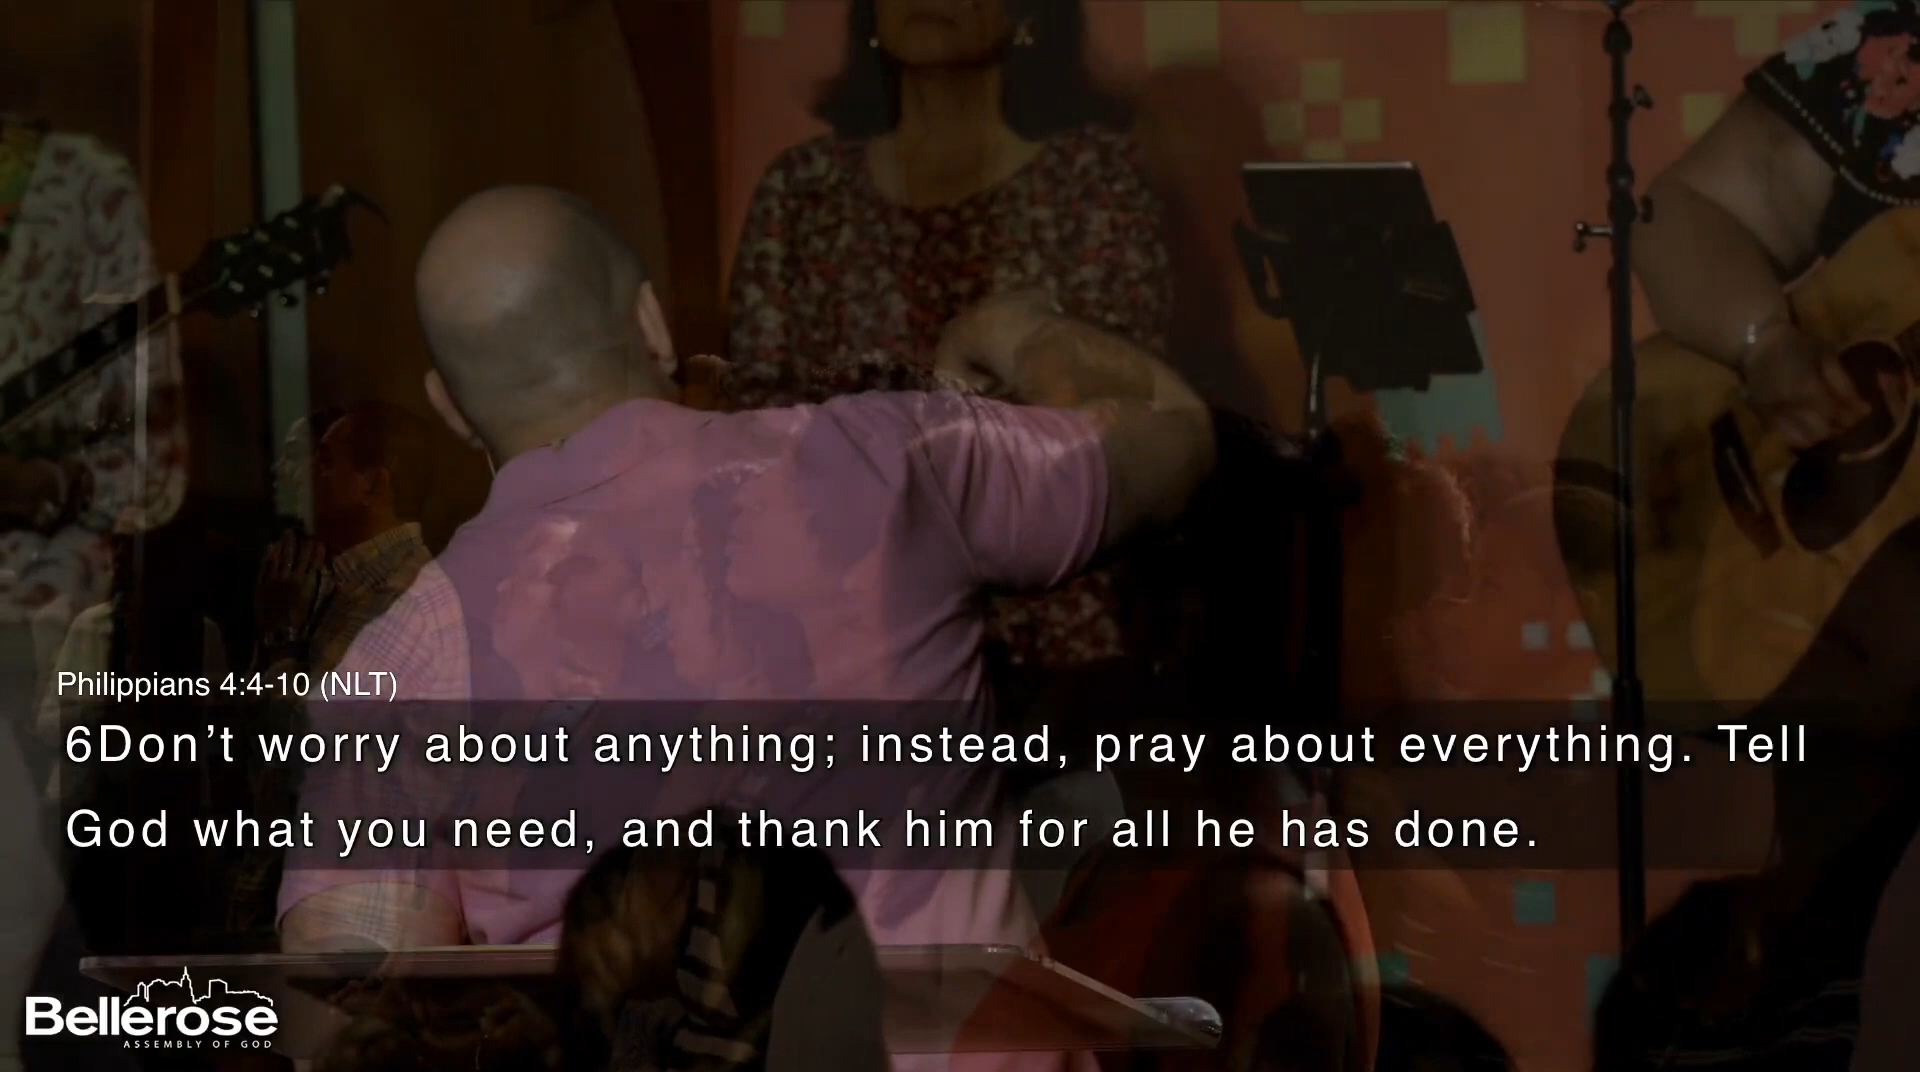 Philippians 4:4-10 (NLT)
6Don’t worry about anything; instead, pray about everything. Tell
God what you need, and thank him for all he has done.
Bellerose
ASSEMBLY OF GOD